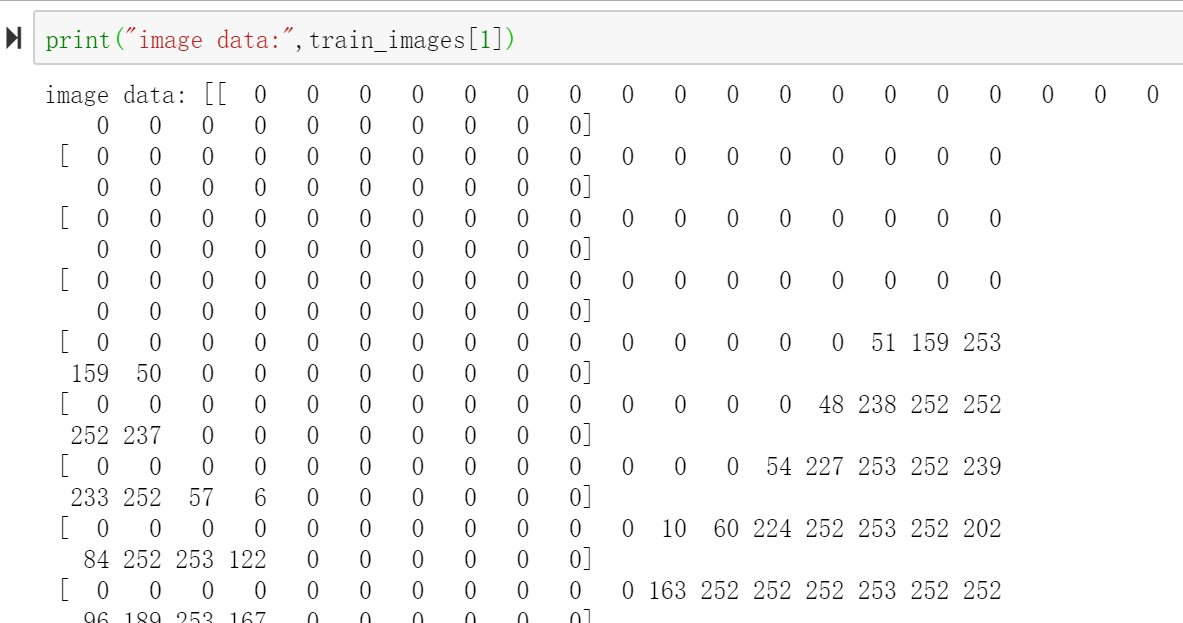 print("image data:",train_images[1])
image data: [[  0   0   0   0   0   0   0   0   0   0   0   0   0   0   0   0   0   0
    0   0   0   0   0   0   0   0   0   0]
 [  0   0   0   0   0   0   0   0   0   0   0   0   0   0   0   0   0   0
    0   0   0   0   0   0   0   0   0   0]
 [  0   0   0   0   0   0   0   0   0   0   0   0   0   0   0   0   0   0
    0   0   0   0   0   0   0   0   0   0]
 [  0   0   0   0   0   0   0   0   0   0   0   0   0   0   0   0   0   0
    0   0   0   0   0   0   0   0   0   0]
 [  0   0   0   0   0   0   0   0   0   0   0   0   0   0   0  51 159 253
  159  50   0   0   0   0   0   0   0   0]
 [  0   0   0   0   0   0   0   0   0   0   0   0   0   0  48 238 252 252
  252 237   0   0   0   0   0   0   0   0]
 [  0   0   0   0   0   0   0   0   0   0   0   0   0  54 227 253 252 239
  233 252  57   6   0   0   0   0   0   0]
 [  0   0   0   0   0   0   0   0   0   0   0  10  60 224 252 253 252 202
   84 252 253 122   0   0   0   0   0   0]
 [  0   0   0   0   0   0   0   0   0   0   0 163 252 252 252 253 252 252
   96 189 253 167   0   0   0   0   0   0]